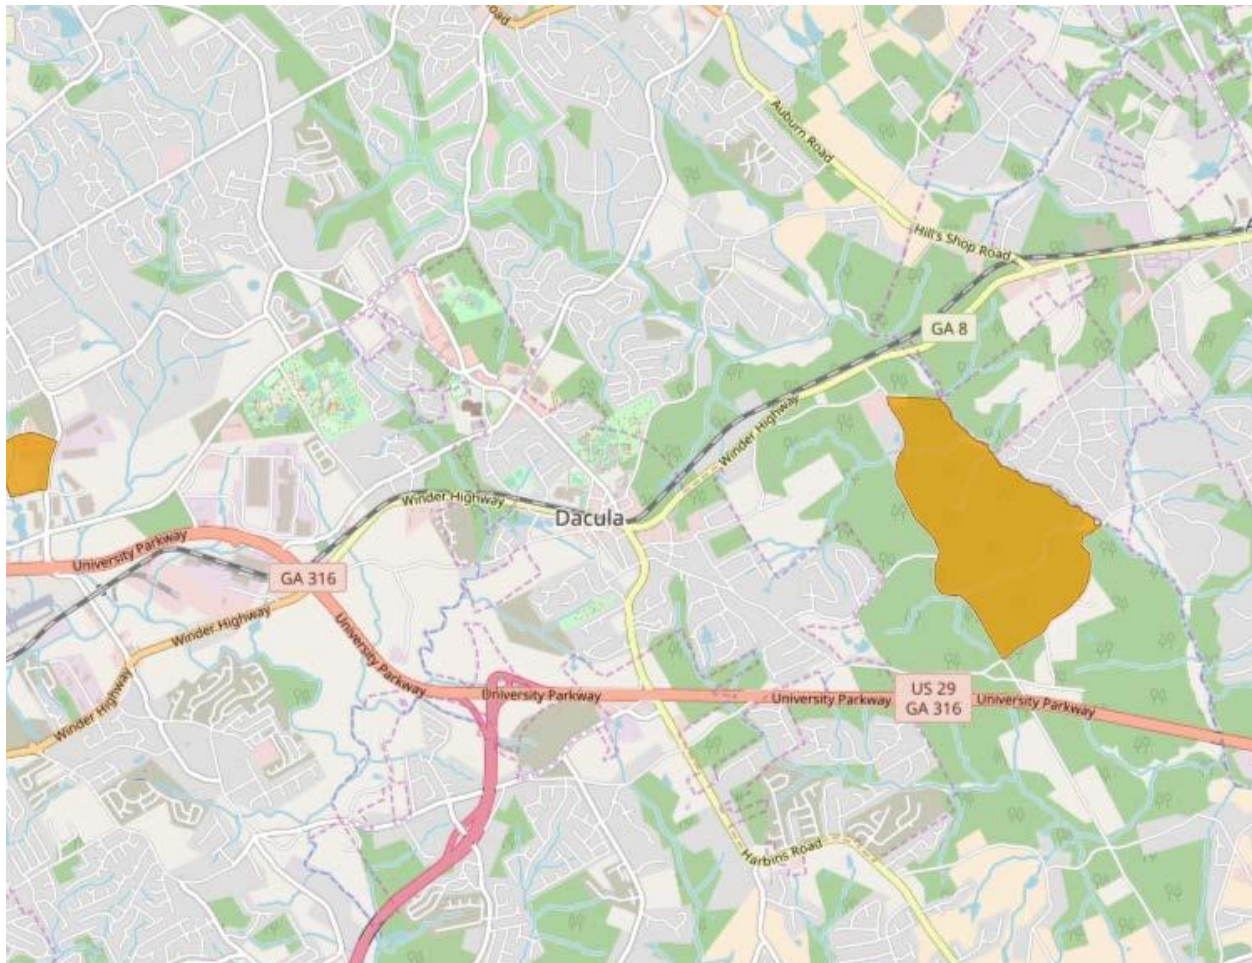 oad
Auburn Road
Hill's Shop Road
GA 8
Winder Highway
Winder Highway
Dacula
University Parkway
GA 316
Winder Highway
University Parkway
University Parkway
University Parkway
US 29
GA 316
University Parkway
Winder Highway
Harbins Road